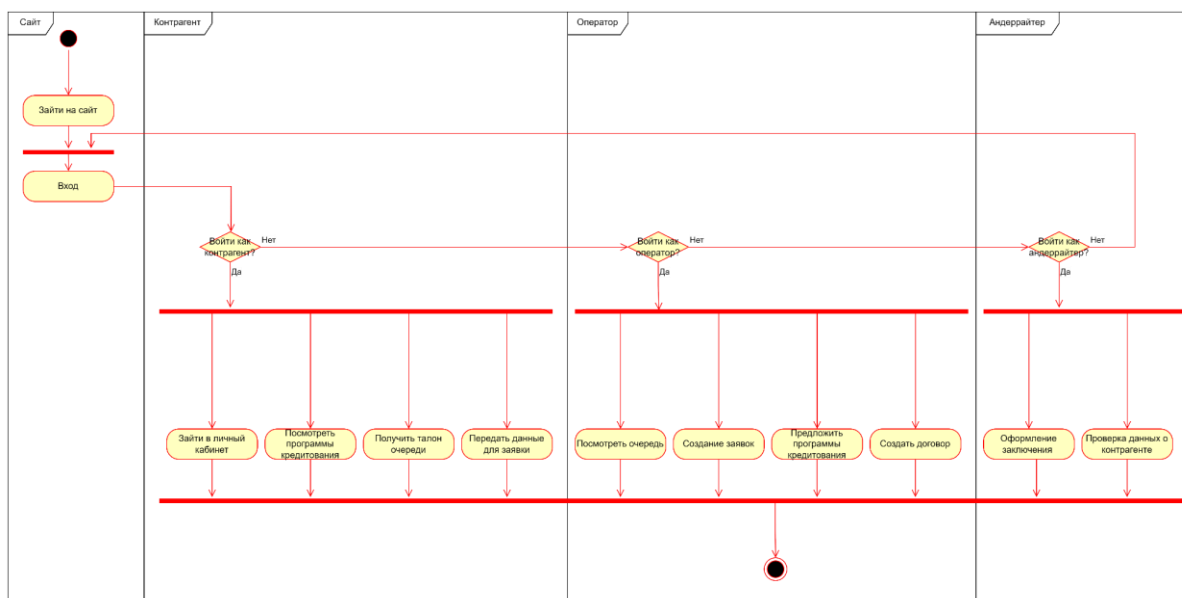 Сайт
Контрагент
Оператор
Андеррайтер
Зайти на сайт
Вход
Войти как
контрагент?
Нет
Да
Войти как
оператор?
Нет
Да
Войти как
андеррайтер?
Нет
Да
Зайти в личный
кабинет
Посмотреть
программы
кредитования
Получить талон
очереди
Передать данные
для заявки
Посмотреть очередь
Создание заявок
Предложить
программы
кредитования
Создать договор
Оформление
заключения
Проверка данных о
контрагенте